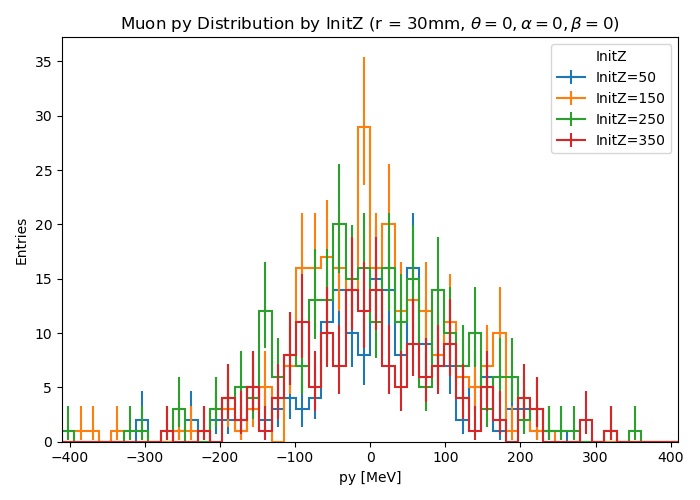 Muon py Distribution by InitZ (r = 30mm, θ = 0, α = 0, β = 0)
Entries
35
30
25
20
15
10
5
0
InitZ
InitZ=50
InitZ=150
InitZ=250
InitZ=350
−400 −300 −200 −100 0 100 200 300 400
py [MeV]